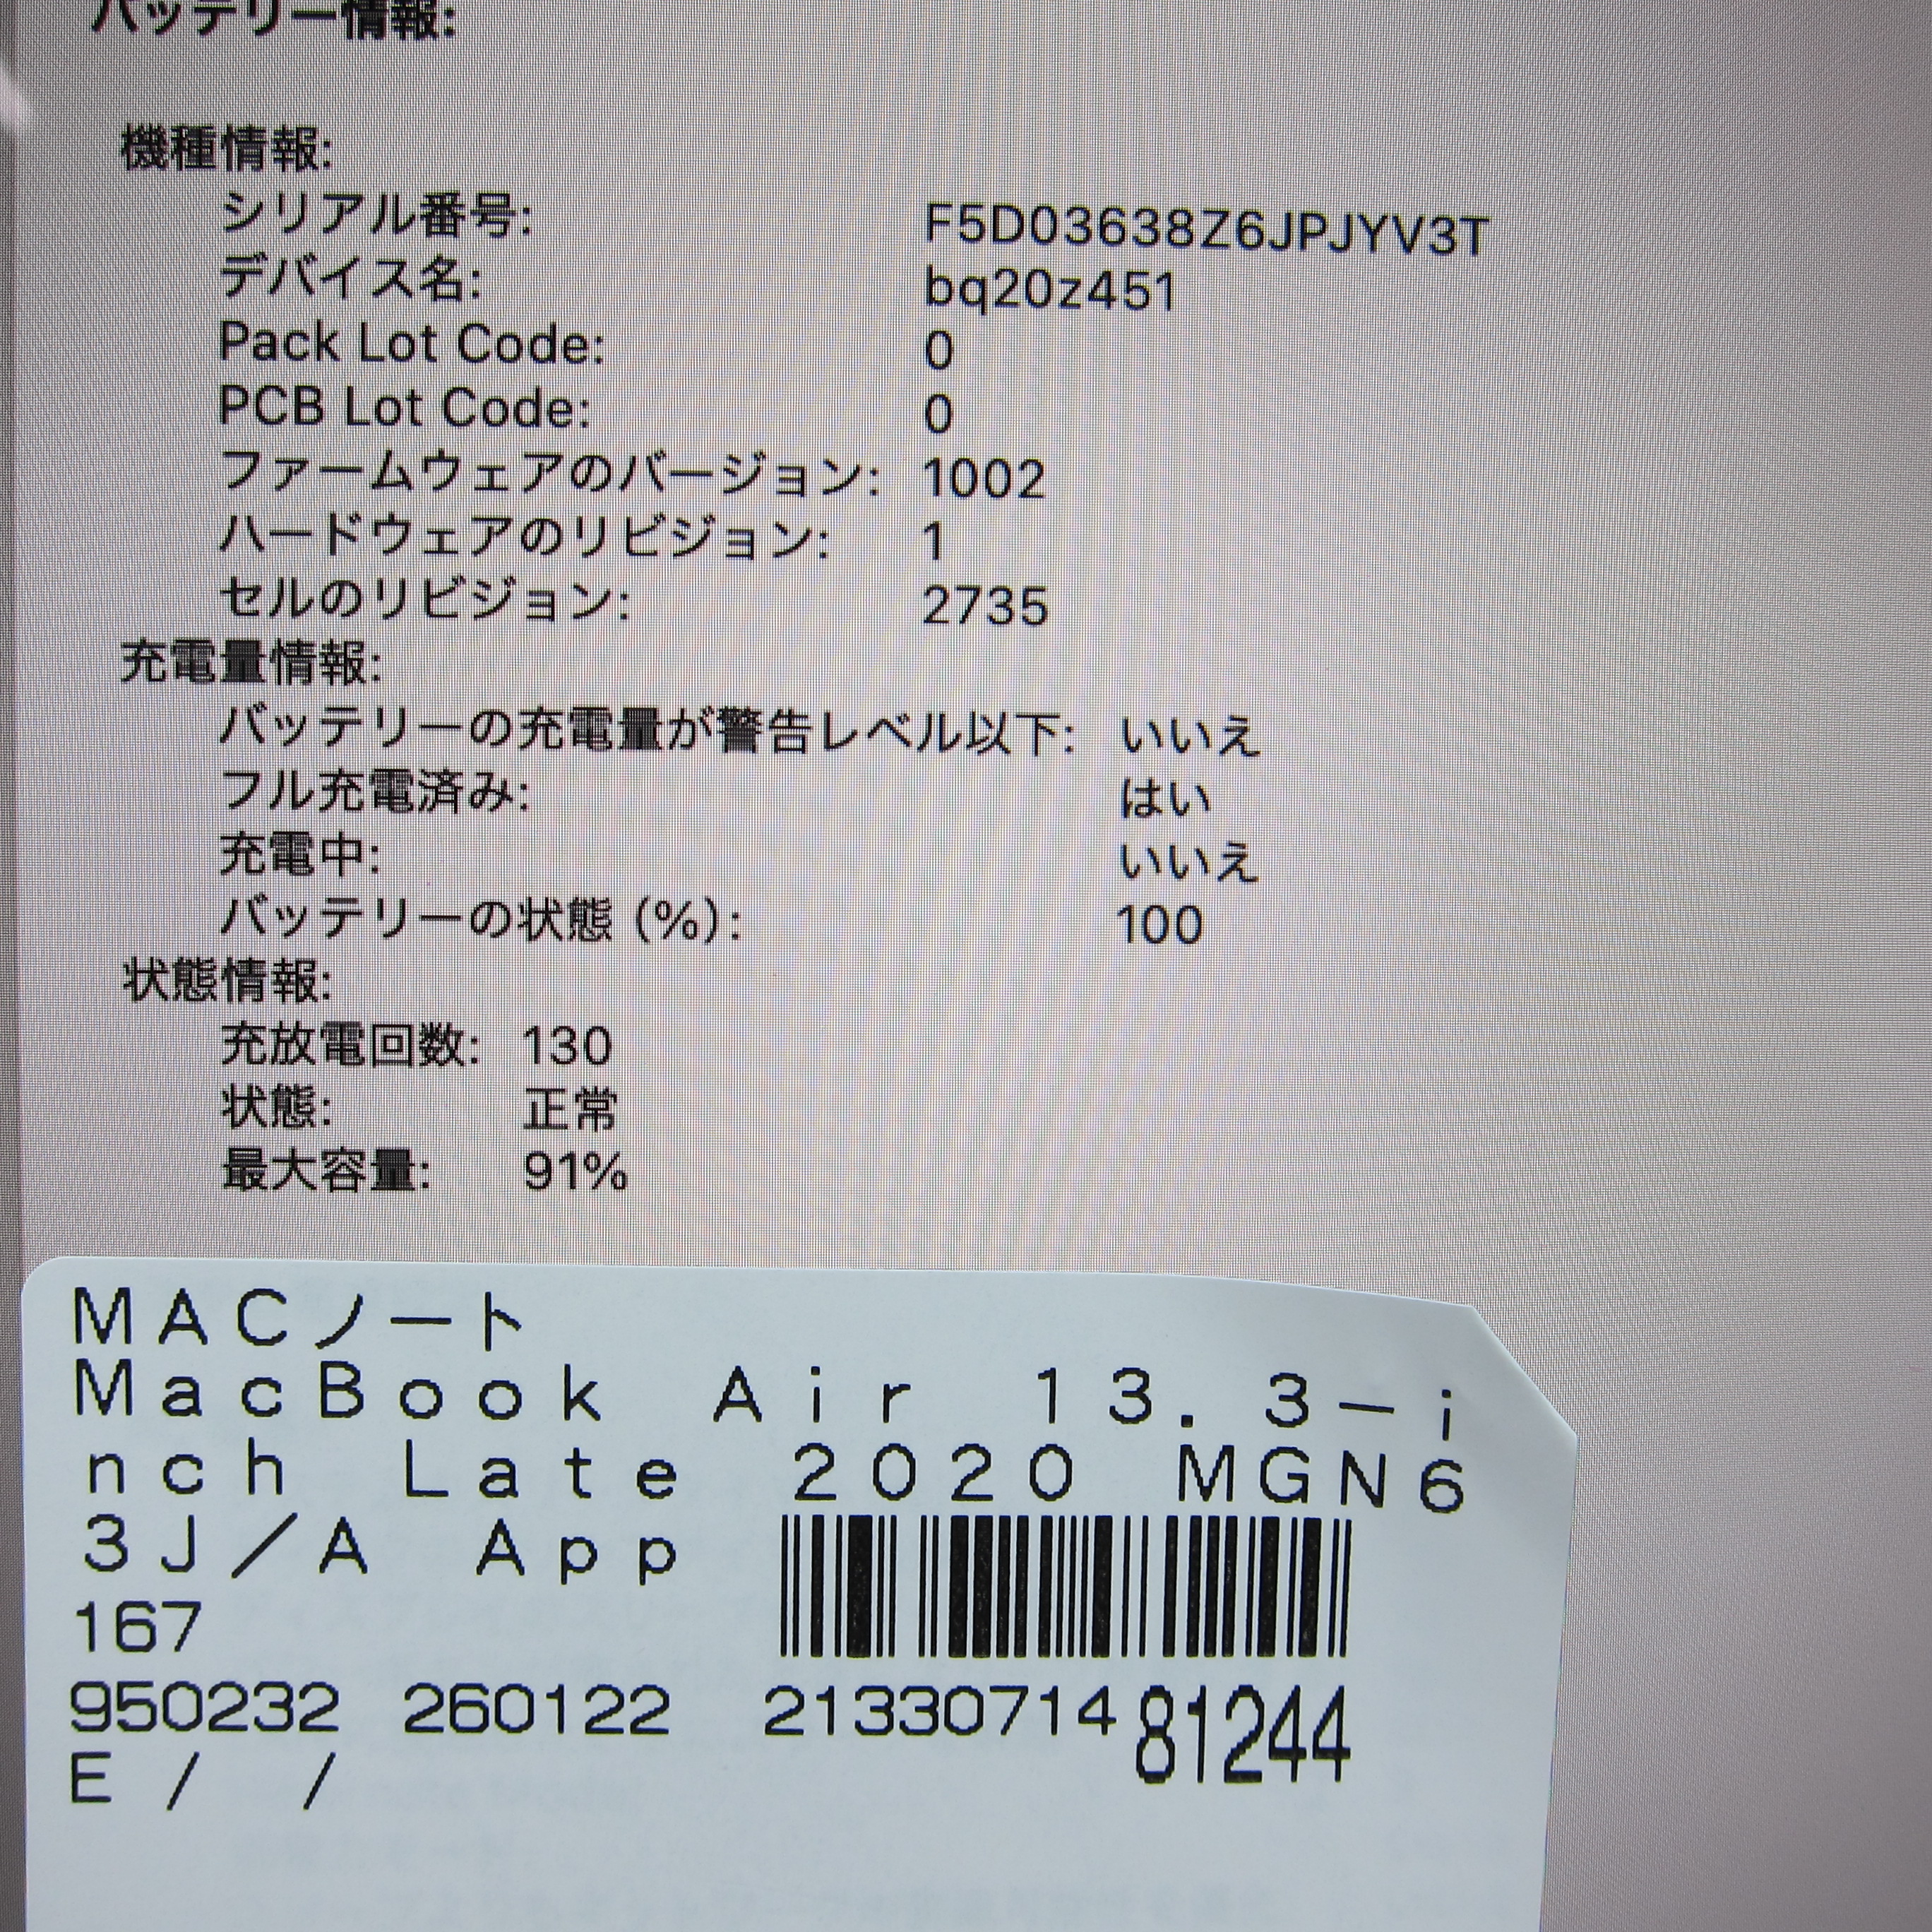 バッテリー情報:
機種情報:
シリアル番号: F5D03638Z6JPJYV3T
デバイス名: bq20z451
Pack Lot Code: 0
PCB Lot Code: 0
ファームウェアのバージョン: 1002
ハードウェアのリビジョン: 1
セルのリビジョン: 2735
充電量情報:
バッテリーの充電量が警告レベル以下: いいえ
フル充電済み: はい
充電中: いいえ
バッテリーの状態 (%): 100
状態情報:
充放電回数: 130
状態: 正常
最大容量: 91%
MACノート
MacBook Air 13.3-i
nch Late 2020 MGN6
3J/A App
167
950232 260122 21330714 81244
E / /